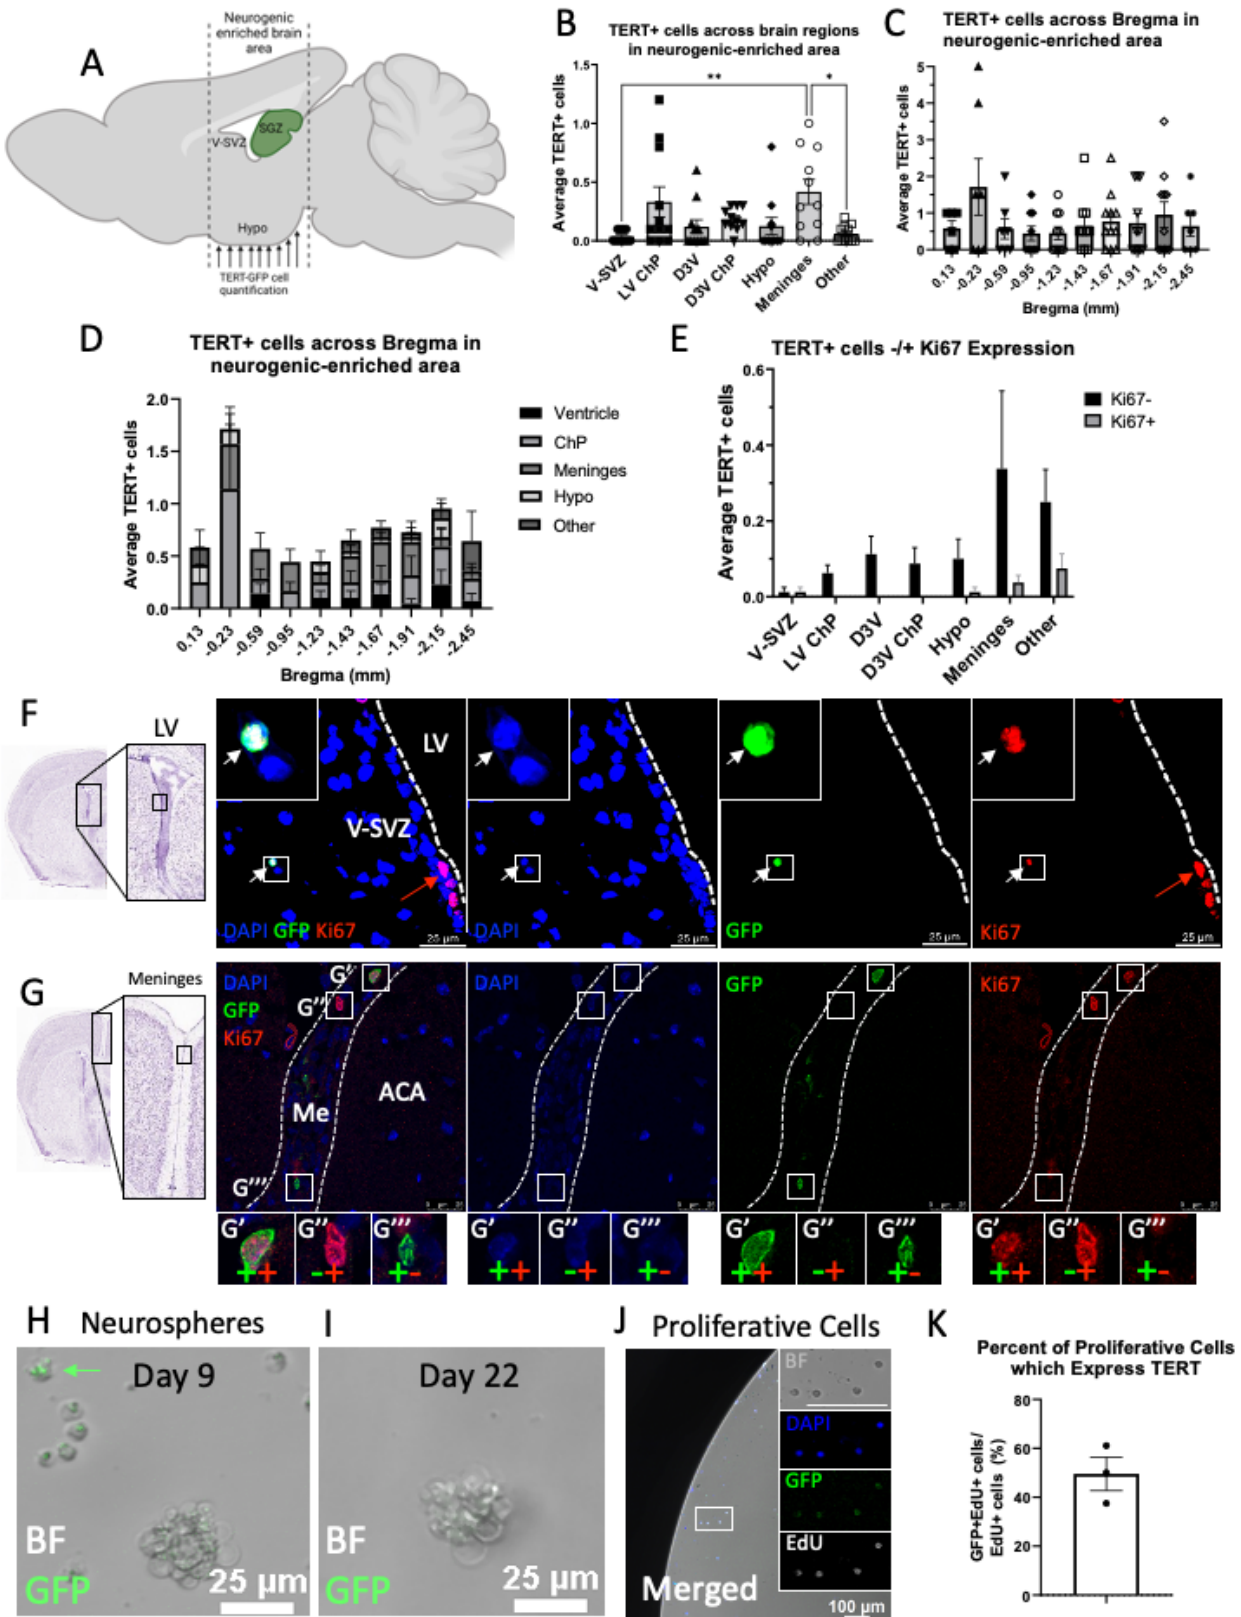 A
Neurogenic
enriched brain
area
V-SVZ
SGZ
Hypo
TERT-GFP cell
quantification
B
TERT+ cells across brain regions
in neurogenic-enriched area
Average TERT+ cells
1.5
1.0
0.5
0.0
**
*
V-SVZ
LV ChP
D3V
D3V ChP
Hypo
Meninges
Other
C
TERT+ cells across Bregma in
neurogenic-enriched area
Average TERT+ cells
5
4
3
2
1
0
0.13
-0.23
-0.59
-0.95
-1.23
-1.43
-1.67
-1.91
-2.15
-2.45
Bregma (mm)
D
TERT+ cells across Bregma in
neurogenic-enriched area
Average TERT+ cells
2.0
1.5
1.0
0.5
0.0
0.13
-0.23
-0.59
-0.95
-1.23
-1.43
-1.67
-1.91
-2.15
-2.45
Bregma (mm)
Ventricle
ChP
Meninges
Hypo
Other
E
TERT+ cells -/+ Ki67 Expression
Average TERT+ cells
0.6
0.4
0.2
0.0
V-SVZ
LV ChP
D3V
D3V ChP
Hypo
Meninges
Other
Ki67-
Ki67+
F
LV
LV
V-SVZ
DAPI GFP Ki67
25 µm
DAPI
25 µm
GFP
25 µm
Ki67
25 µm
G
Meninges
DAPI
GFP
Ki67
G'
G''
Me
ACA
G'''
DAPI
GFP
Ki67
G' G'' G'''
++ -+ +-
G' G'' G'''
++ -+ +-
G' G'' G'''
++ -+ +-
G' G'' G'''
++ -+ +-
H Neurospheres
Day 9
BF
GFP
25 µm
I
Day 22
BF
GFP
25 µm
J Proliferative Cells
BF
DAPI
GFP
EdU
Merged
100 µm
K
Percent of Proliferative Cells
which Express TERT
GFP+EdU+ cells/
EdU+ cells (%)
80
60
40
20
0